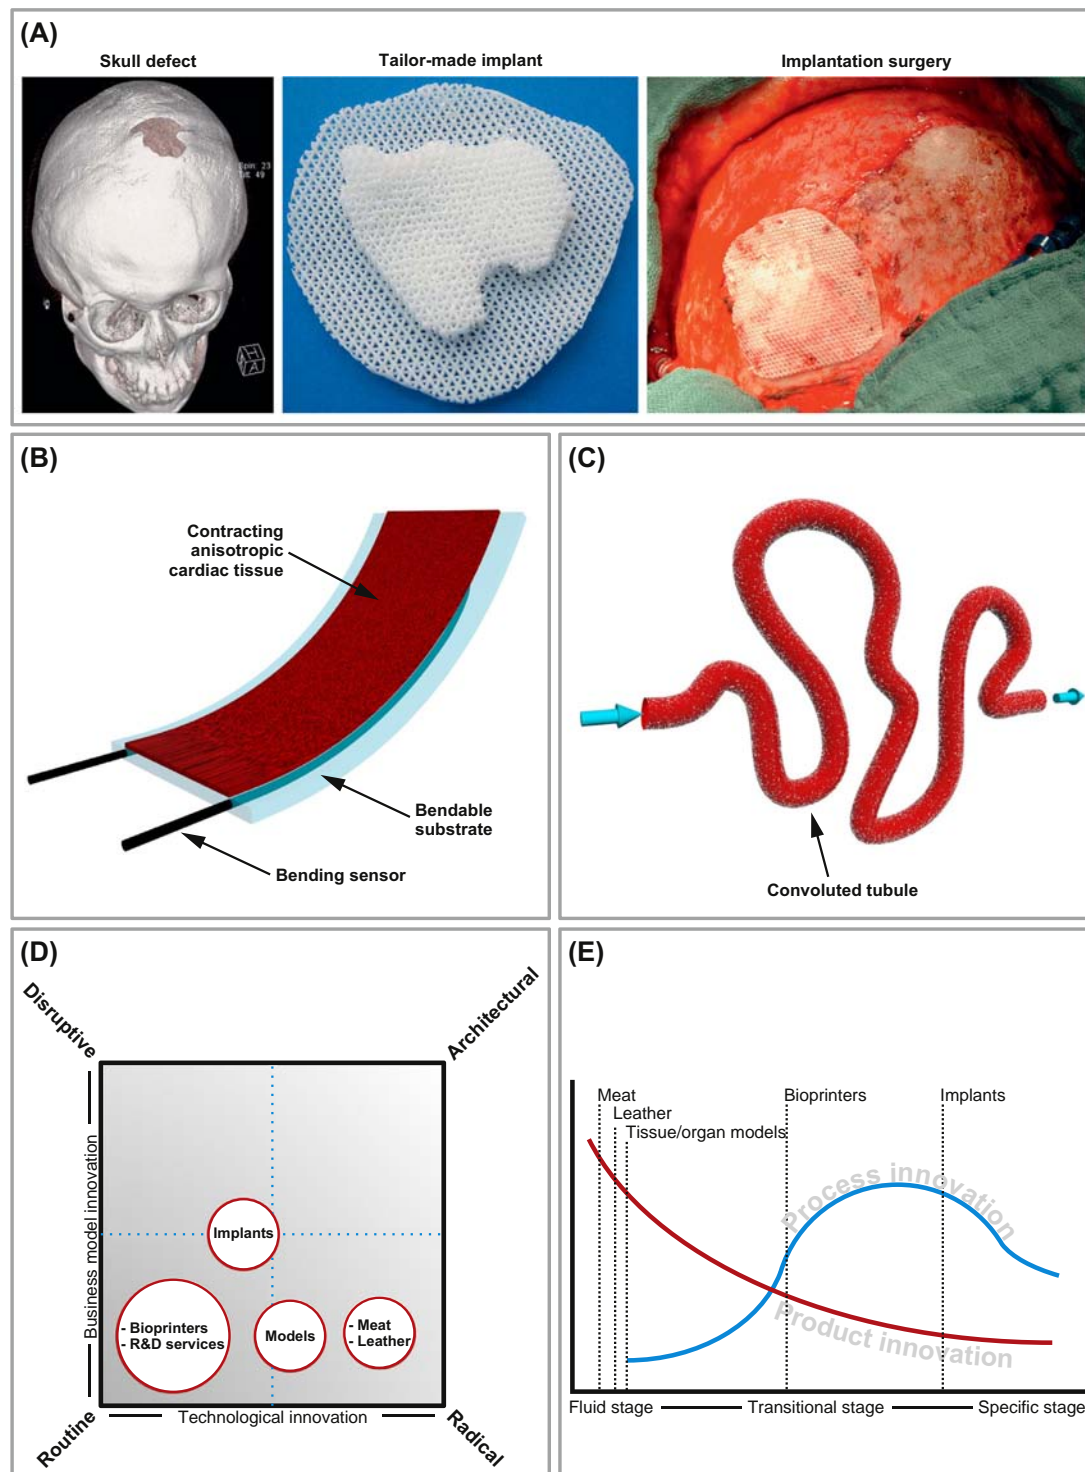 (A)
Skull defect
Tailor-made implant
Implantation surgery
(B)
Contracting
anisotropic
cardiac tissue
Bendable
substrate
Bending sensor
(C)
Convoluted tubule
(D)
Disruptive
Architectural
Business model innovation
Implants
- Bioprinters
- R&D services
Models
- Meat
- Leather
Routine
Technological innovation
Radical
(E)
Meat
Leather
Tissue/organ models
Bioprinters
Implants
Process innovation
Product innovation
Fluid stage
Transitional stage
Specific stage